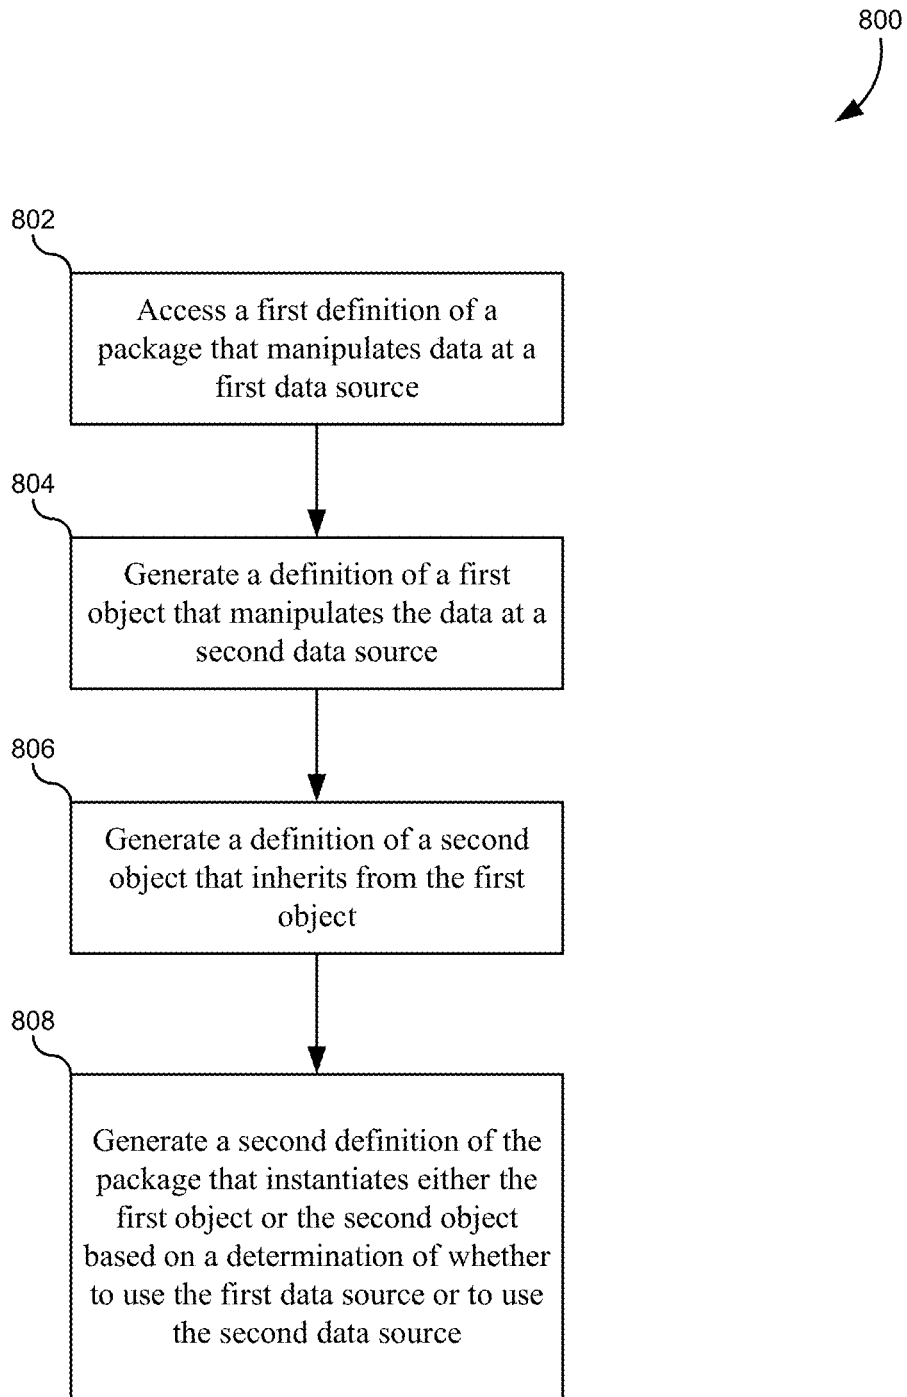 800
802
Access a first definition of a
package that manipulates data at a
first data source
804
Generate a definition of a first
object that manipulates the data at a
second data source
806
Generate a definition of a second
object that inherits from the first
object
808
Generate a second definition of the
package that instantiates either the
first object or the second object
based on a determination of whether
to use the first data source or to use
the second data source